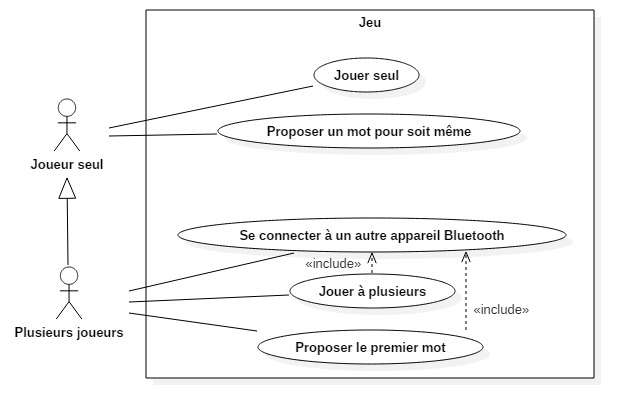 Jeu
Jouer seul
Proposer un mot pour soit même
Joueur seul
Se connecter à un autre appareil Bluetooth
«include»
Jouer à plusieurs
«include»
Plusieurs joueurs
Proposer le premier mot